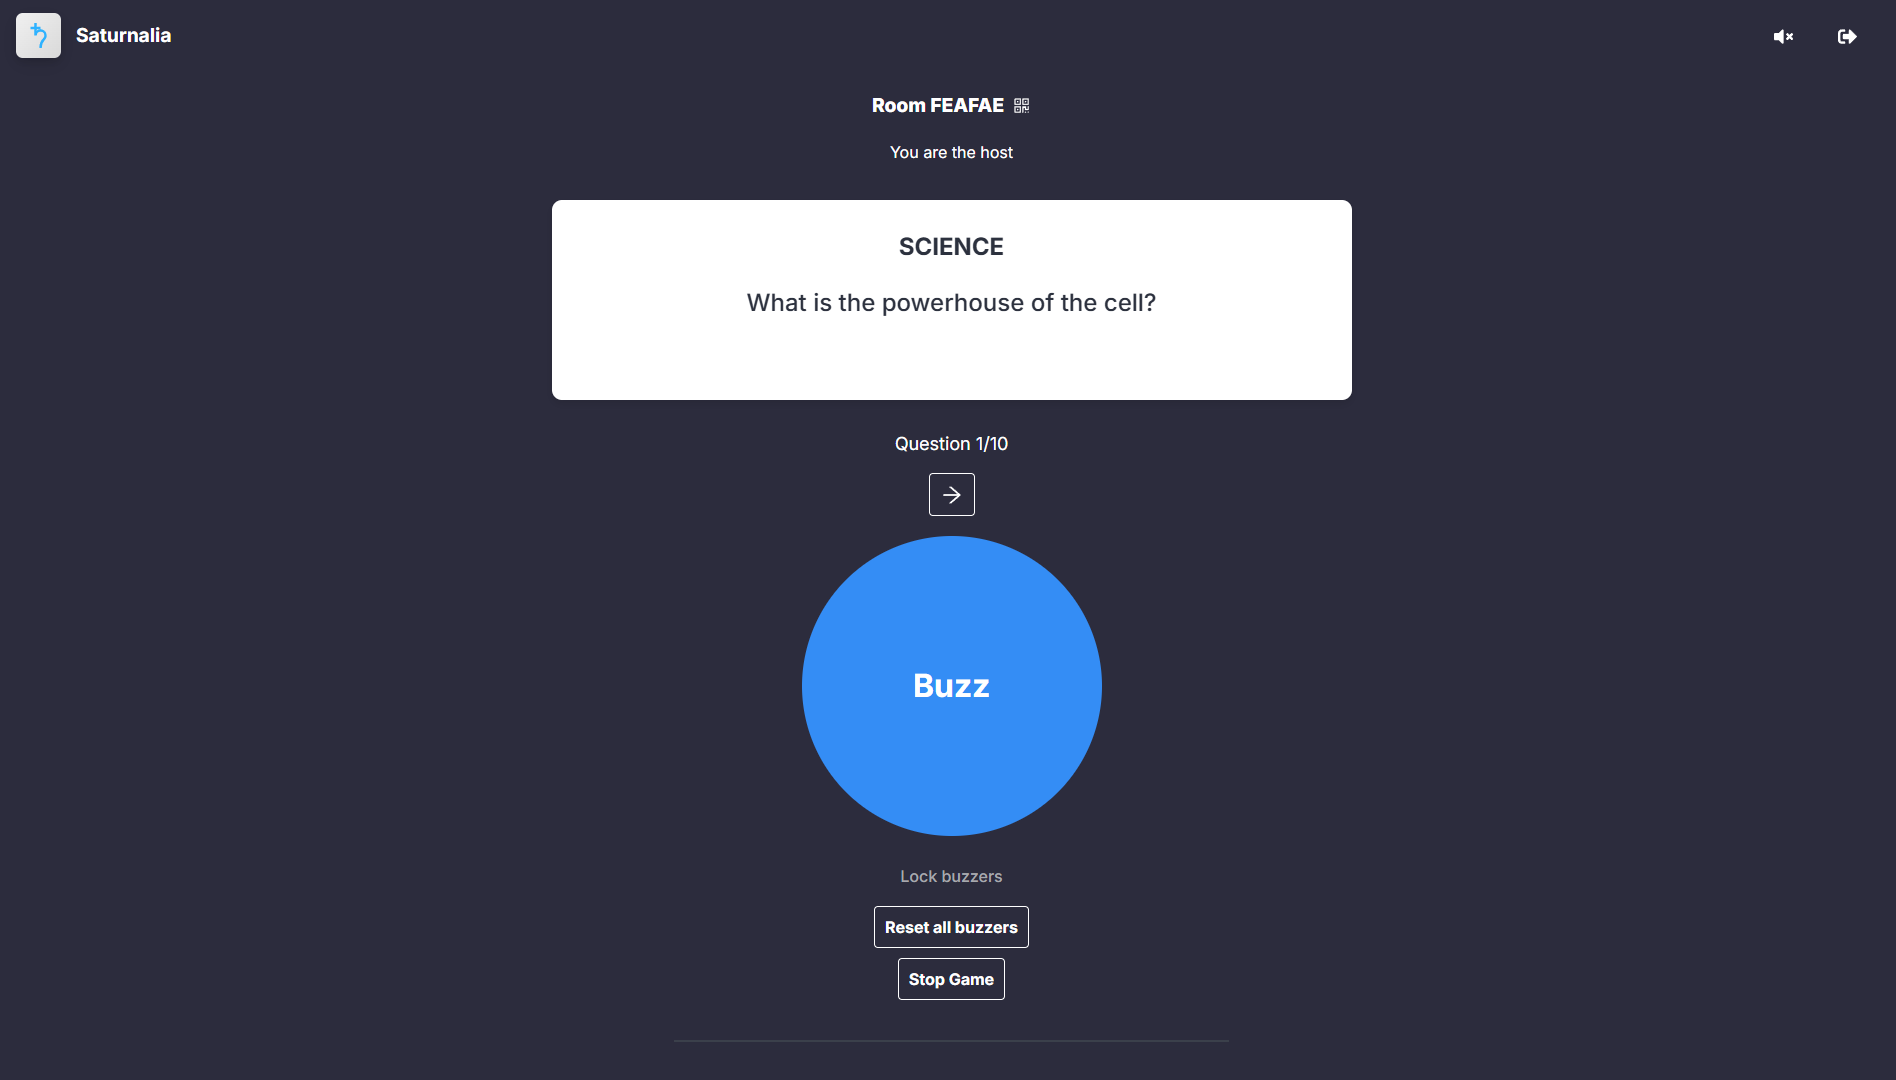 Saturnalia
Room FEAFAE
You are the host
SCIENCE
What is the powerhouse of the cell?
Question 1/10
Buzz
Lock buzzers
Reset all buzzers
Stop Game